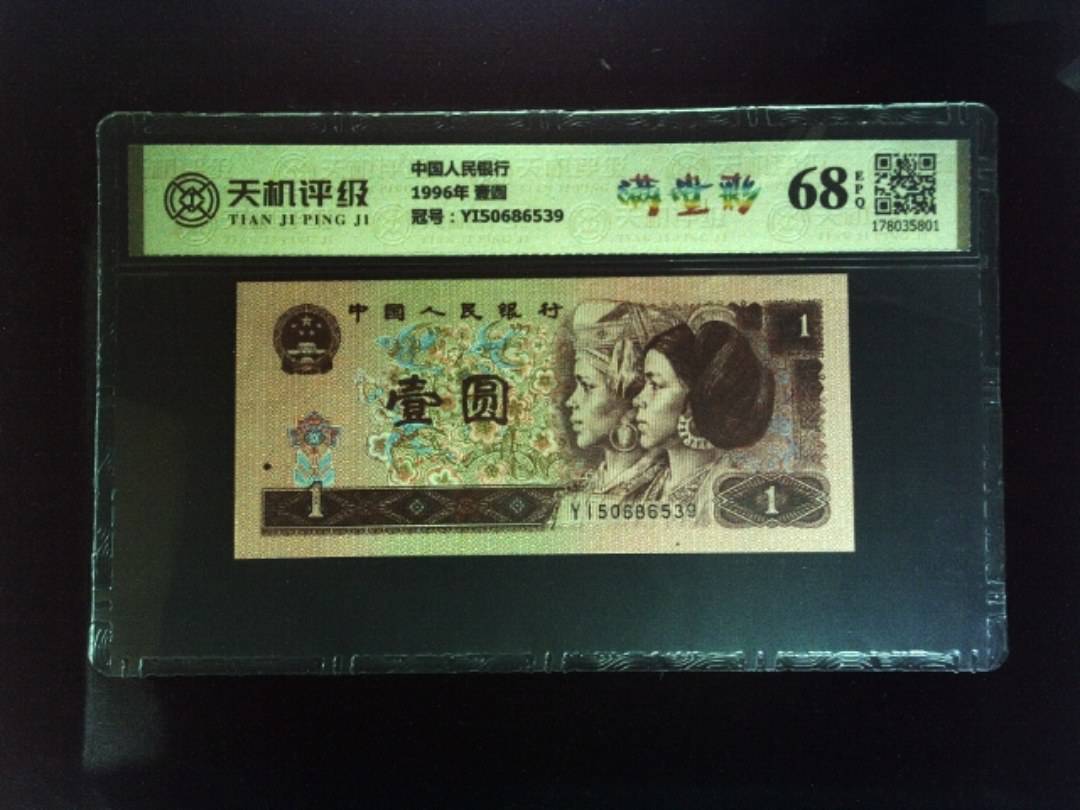 天机评级
TIAN JI PING JI
中国人民银行
1996年 壹圆
冠号：YI50686539
满堂彩
68
EPQ
178035801
中国人民银行
1
壹圆
1
YI50686539
1